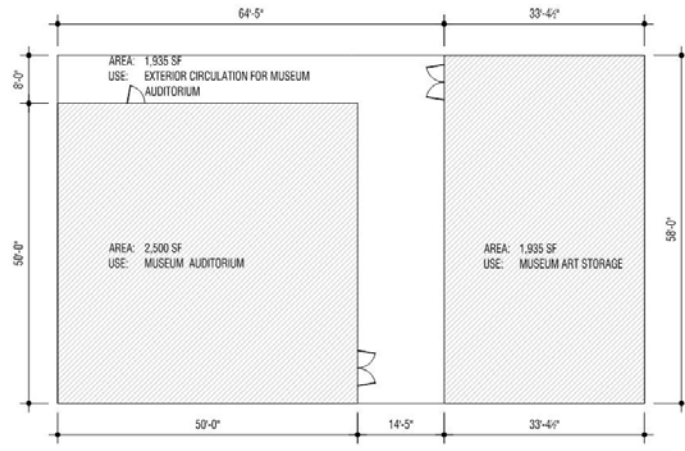 64'-5"
33'-4½"
AREA: 1,935 SF
USE: EXTERIOR CIRCULATION FOR MUSEUM
AUDITORIUM
8'-0"
50'-0"
58'-0"
AREA: 2,500 SF
USE: MUSEUM AUDITORIUM
AREA: 1,935 SF
USE: MUSEUM ART STORAGE
50'-0"
14'-5"
33'-4½"